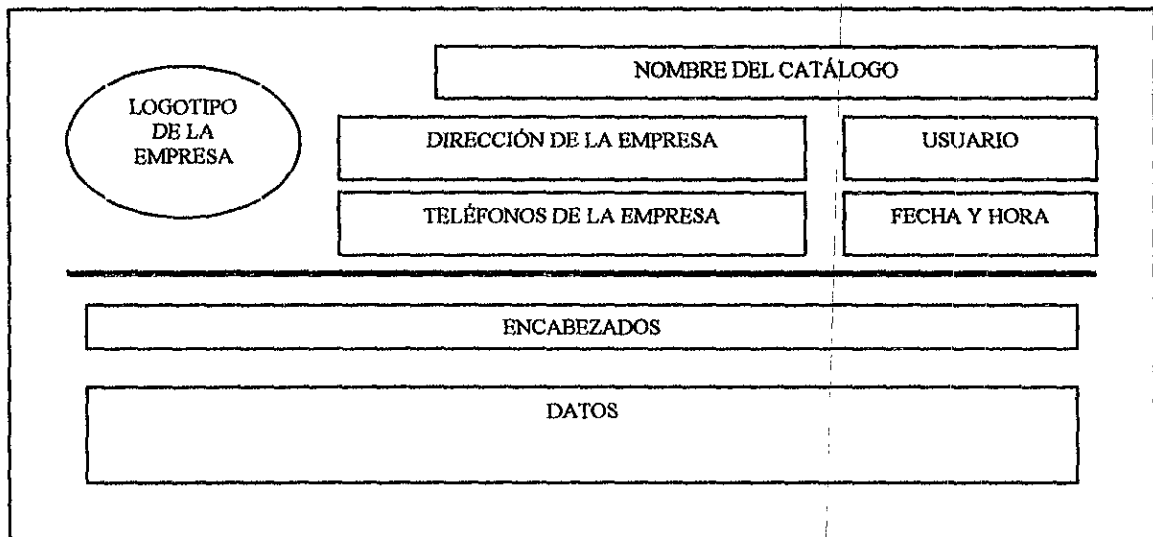 NOMBRE DEL CATÁLOGO
LOGOTIPO
DE LA
EMPRESA
DIRECCIÓN DE LA EMPRESA
USUARIO
TELÉFONOS DE LA EMPRESA
FECHA Y HORA
ENCABEZADOS
DATOS